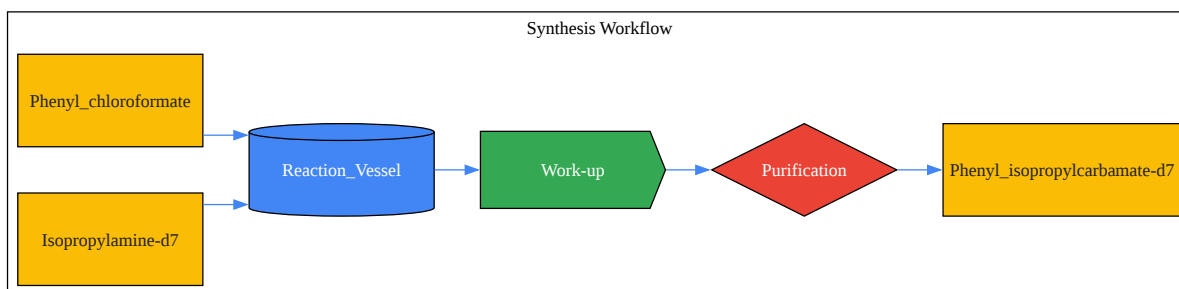 Synthesis Workflow
Phenyl_chloroformate
Isopropylamine-d7
Reaction_Vessel
Work-up
Purification
Phenyl_isopropylcarbamate-d7